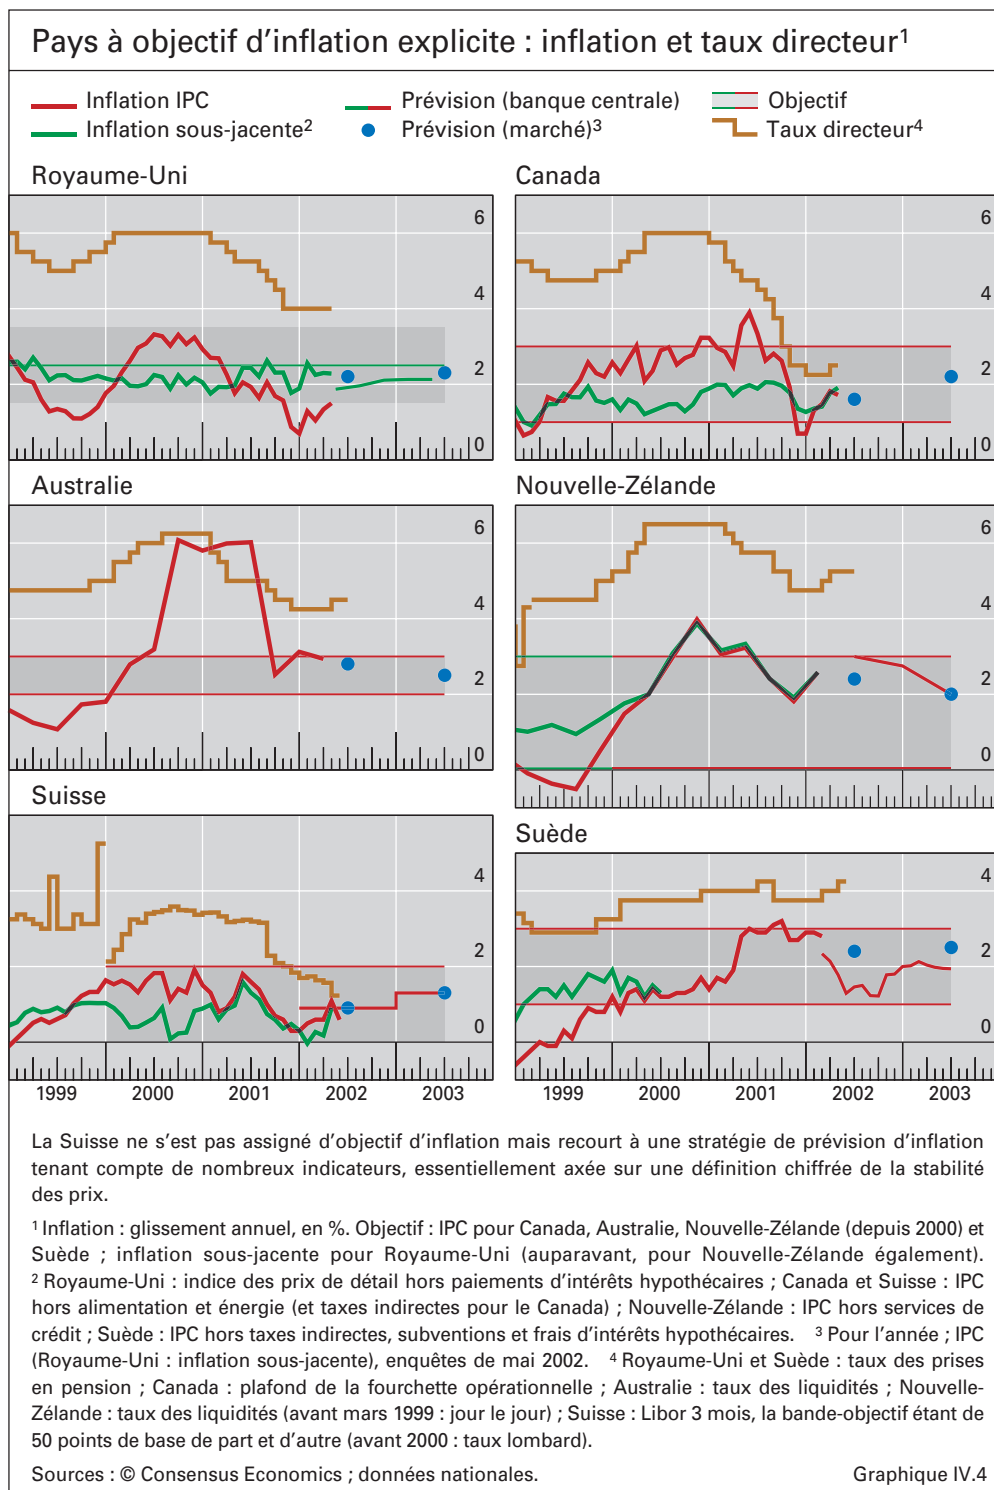 Pays à objectif d’inflation explicite : inflation et taux directeur¹
Inflation IPC
Prévision (banque centrale)
Objectif
Inflation sous-jacente²
Prévision (marché)³
Taux directeur⁴
Royaume-Uni
Canada
6
6
4
4
2
2
0
0
Australie
Nouvelle-Zélande
6
6
4
4
2
2
0
0
Suisse
Suède
4
4
2
2
0
0
1999 2000 2001 2002 2003
1999 2000 2001 2002 2003
La Suisse ne s’est pas assigné d’objectif d’inflation mais recourt à une stratégie de prévision d’inflation
tenant compte de nombreux indicateurs, essentiellement axée sur une définition chiffrée de la stabilité
des prix.
¹ Inflation : glissement annuel, en %. Objectif : IPC pour Canada, Australie, Nouvelle-Zélande (depuis 2000) et
Suède ; inflation sous-jacente pour Royaume-Uni (auparavant, pour Nouvelle-Zélande également).
² Royaume-Uni : indice des prix de détail hors paiements d’intérêts hypothécaires ; Canada et Suisse : IPC
hors alimentation et énergie (et taxes indirectes pour le Canada) ; Nouvelle-Zélande : IPC hors services de
crédit ; Suède : IPC hors taxes indirectes, subventions et frais d’intérêts hypothécaires. ³ Pour l’année ; IPC
(Royaume-Uni : inflation sous-jacente), enquêtes de mai 2002. ⁴ Royaume-Uni et Suède : taux des prises
en pension ; Canada : plafond de la fourchette opérationnelle ; Australie : taux des liquidités ; Nouvelle-
Zélande : taux des liquidités (avant mars 1999 : jour le jour) ; Suisse : Libor 3 mois, la bande-objectif étant de
50 points de base de part et d’autre (avant 2000 : taux lombard).
Sources : © Consensus Economics ; données nationales.
Graphique IV.4